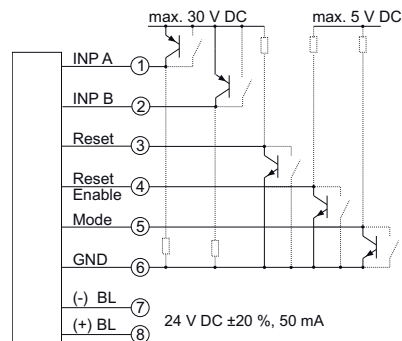 max. 30 V DC
max. 5 V DC
INP A
1
INP B
2
Reset
3
Reset
Enable
4
Mode
5
GND
6
(-) BL
7
24 V DC ±20 %, 50 mA
(+) BL
8